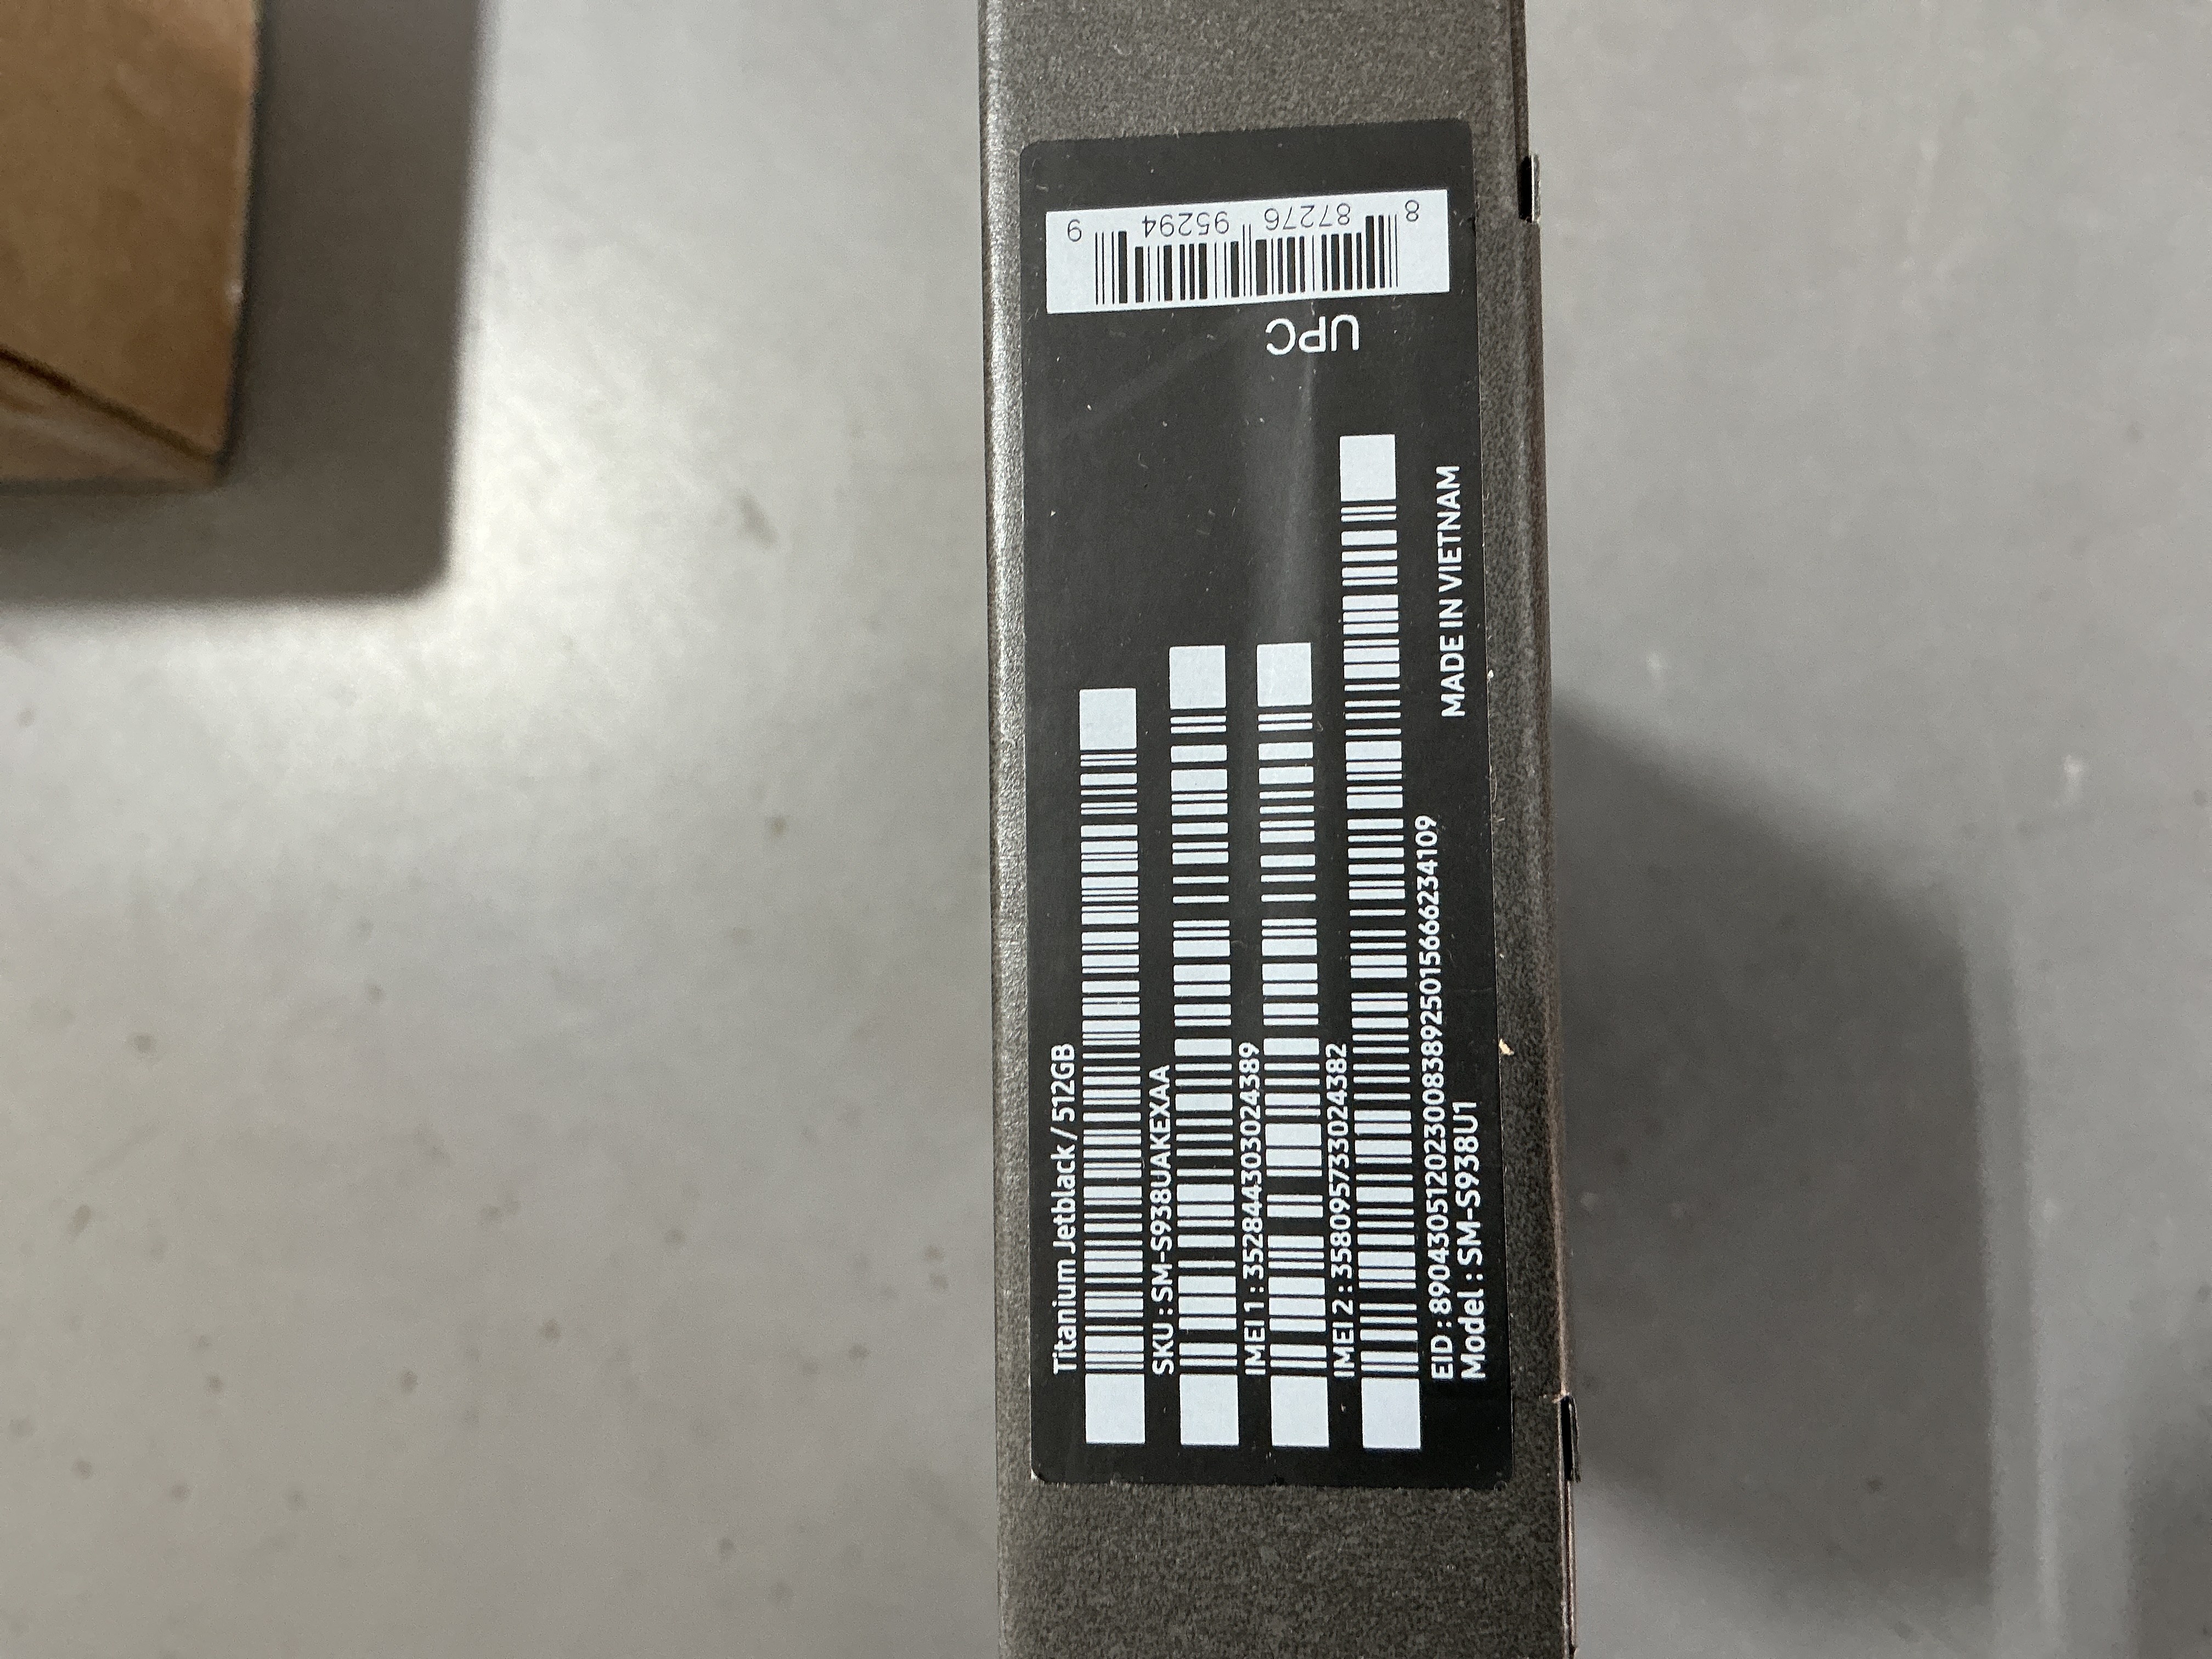 Titanium Jetblack / 512GB
SKU : SM-S938UAKEXAA
IMEI 1 : 352844303024389
IMEI 2 : 358095733024382
EID : 89043051202300838925015666234109
Model : SM-S938U1
MADE IN VIETNAM
UPC
8 87276 95294 9